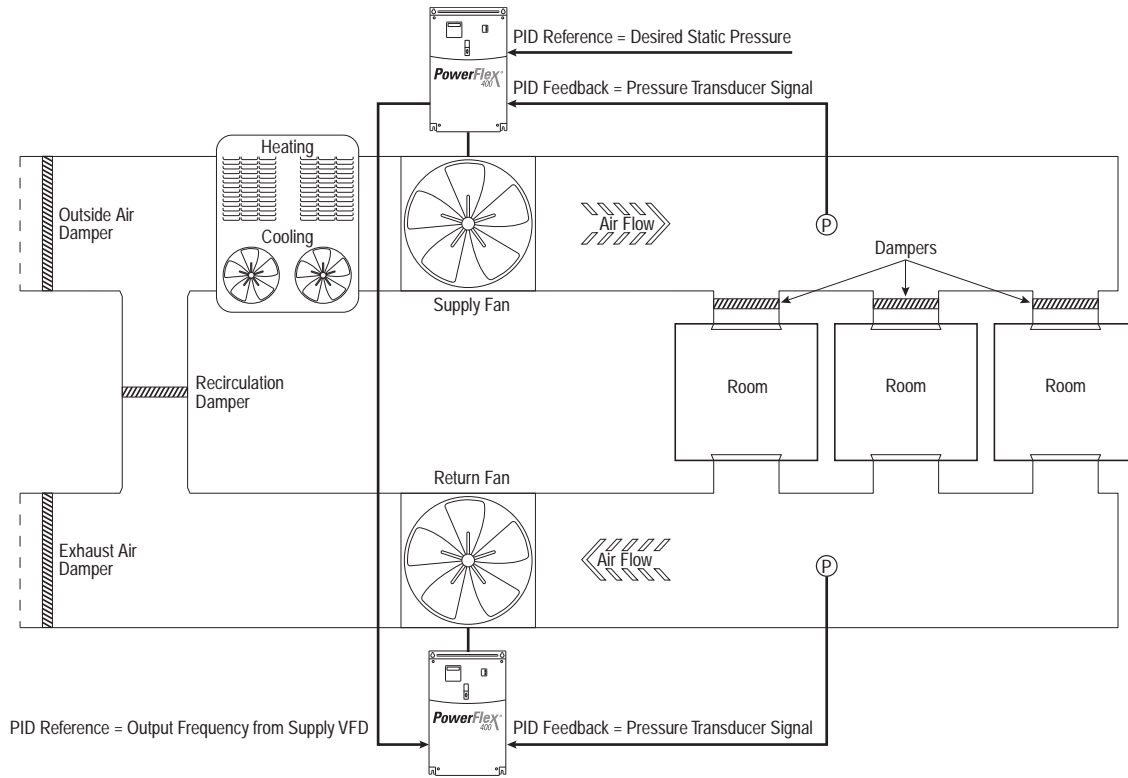 PID Reference = Desired Static Pressure
PowerFlex®
400
PID Feedback = Pressure Transducer Signal
Heating
Outside Air
Damper
Cooling
Air Flow
P
Dampers
Supply Fan
Recirculation
Damper
Room
Room
Room
Return Fan
Exhaust Air
Damper
Air Flow
P
PID Reference = Output Frequency from Supply VFD
PowerFlex®
400
PID Feedback = Pressure Transducer Signal